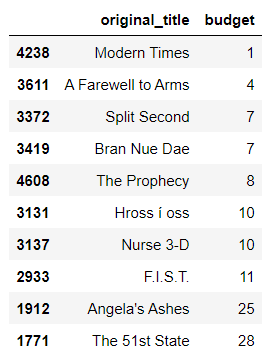 original_title budget
4238 Modern Times 1
3611 A Farewell to Arms 4
3372 Split Second 7
3419 Bran Nue Dae 7
4608 The Prophecy 8
3131 Hross í oss 10
3137 Nurse 3-D 10
2933 F.I.S.T. 11
1912 Angela's Ashes 25
1771 The 51st State 28